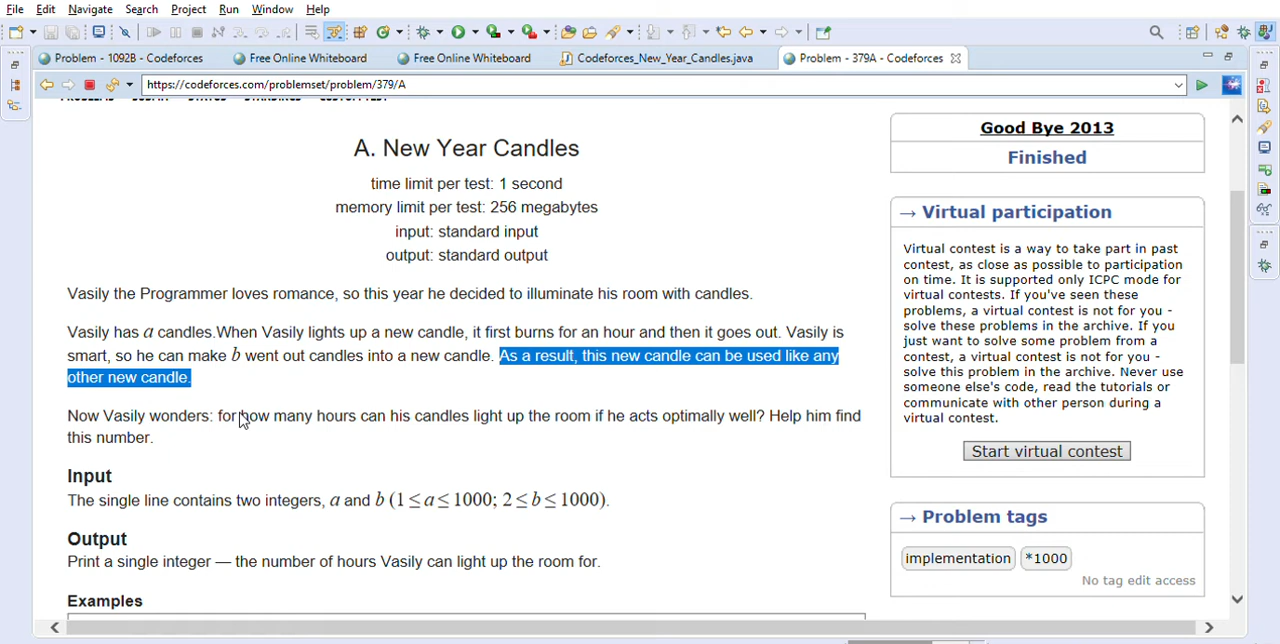 File Edit Navigate Search Project Run Window Help
Problem - 1092B - Codeforces
Free Online Whiteboard
Free Online Whiteboard
Codeforces_New_Year_Candles.java
Problem - 379A - Codeforces
https://codeforces.com/problemset/problem/379/A
A. New Year Candles
time limit per test: 1 second
memory limit per test: 256 megabytes
input: standard input
output: standard output
Vasily the Programmer loves romance, so this year he decided to illuminate his room with candles.
Vasily has a candles.When Vasily lights up a new candle, it first burns for an hour and then it goes out. Vasily is
smart, so he can make b went out candles into a new candle. As a result, this new candle can be used like any
other new candle.
Now Vasily wonders: for how many hours can his candles light up the room if he acts optimally well? Help him find
this number.
Input
The single line contains two integers, a and b (1 ≤ a ≤ 1000; 2 ≤ b ≤ 1000).
Output
Print a single integer — the number of hours Vasily can light up the room for.
Examples
Good Bye 2013
Finished
→ Virtual participation
Virtual contest is a way to take part in past
contest, as close as possible to participation
on time. It is supported only ICPC mode for
virtual contests. If you've seen these
problems, a virtual contest is not for you -
solve these problems in the archive. If you
just want to solve some problem from a
contest, a virtual contest is not for you -
solve this problem in the archive. Never use
someone else's code, read the tutorials or
communicate with other person during a
virtual contest.
Start virtual contest
→ Problem tags
implementation *1000
No tag edit access